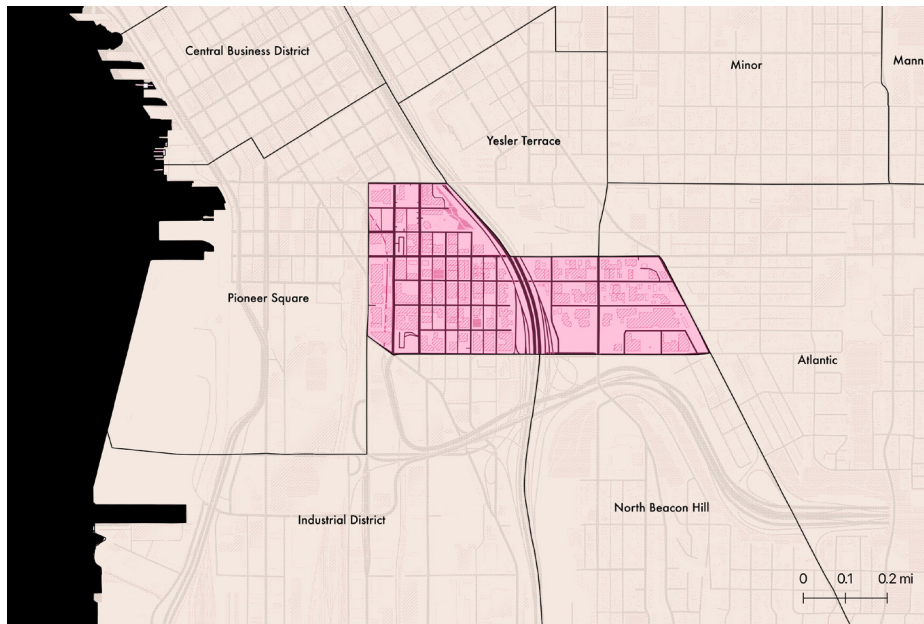 Central Business District
Minor
Mann
Yesler Terrace
Pioneer Square
Atlantic
North Beacon Hill
Industrial District
0 0.1 0.2 mi